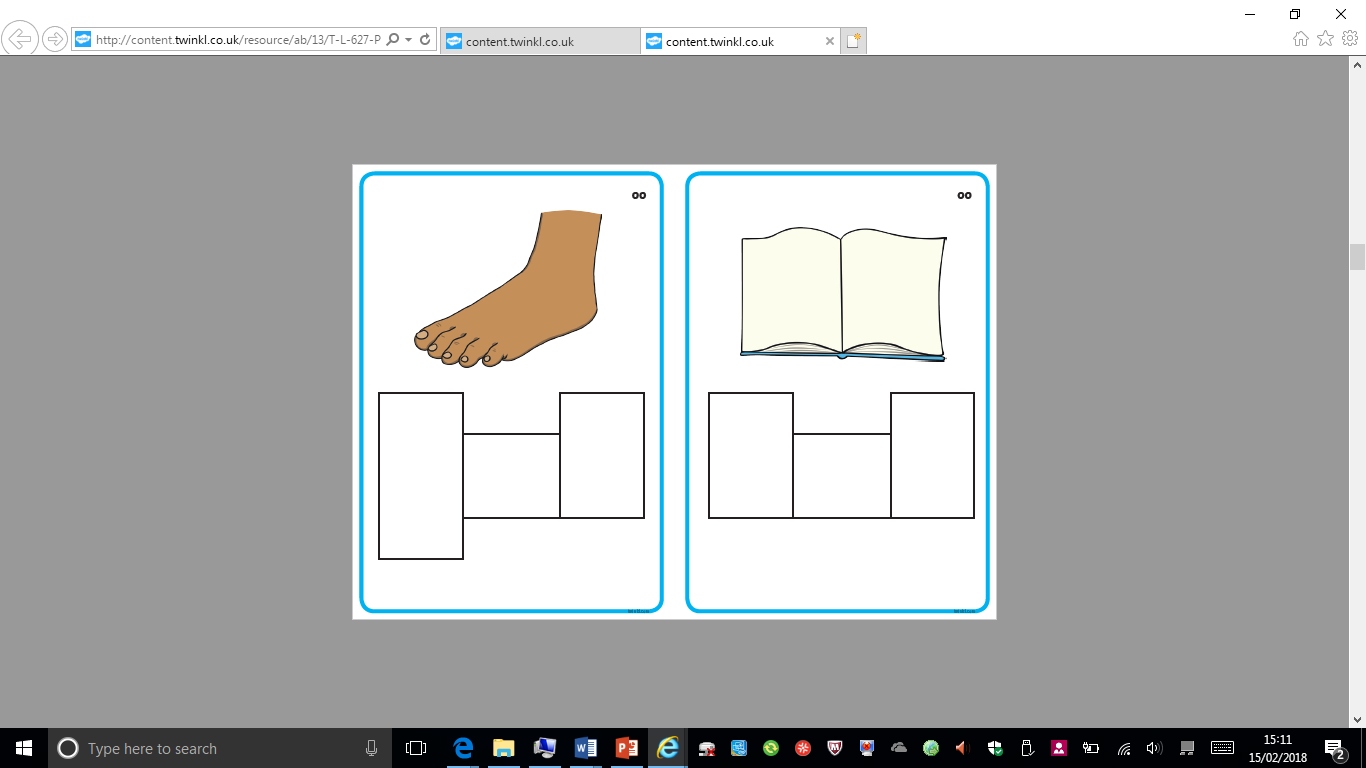 http://content.twinkl.co.uk/resource/ab/13/T-L-627-P
content.twinkl.co.uk
content.twinkl.co.uk
oo
oo
Type here to search
15:11
15/02/2018
2